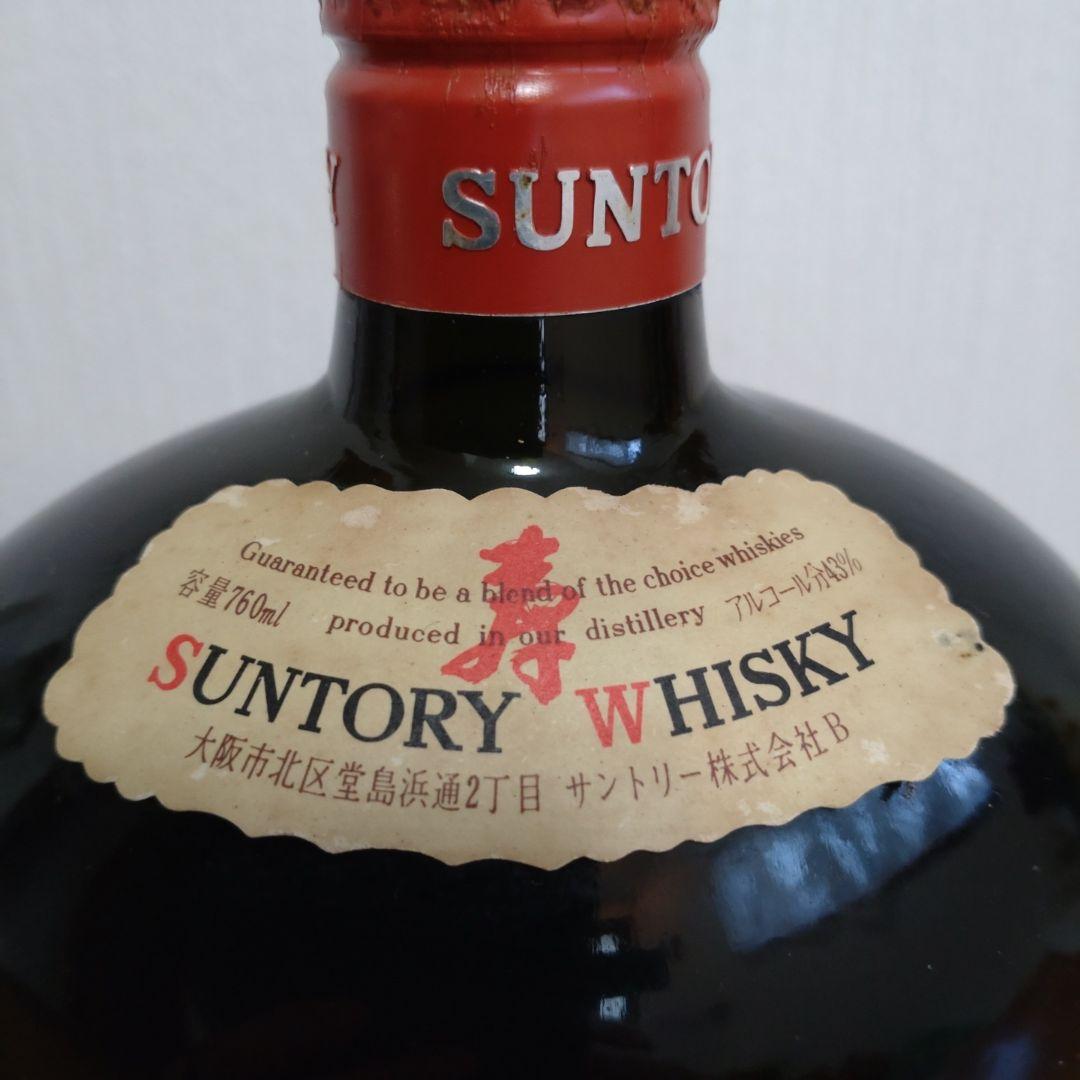 SUNTO
寿
Guaranteed to be a blend of the choice whiskies
容量760ml produced in our distillery アルコール分43%
SUNTORY WHISKY
大阪市北区堂島浜通2丁目 サントリー株式会社B